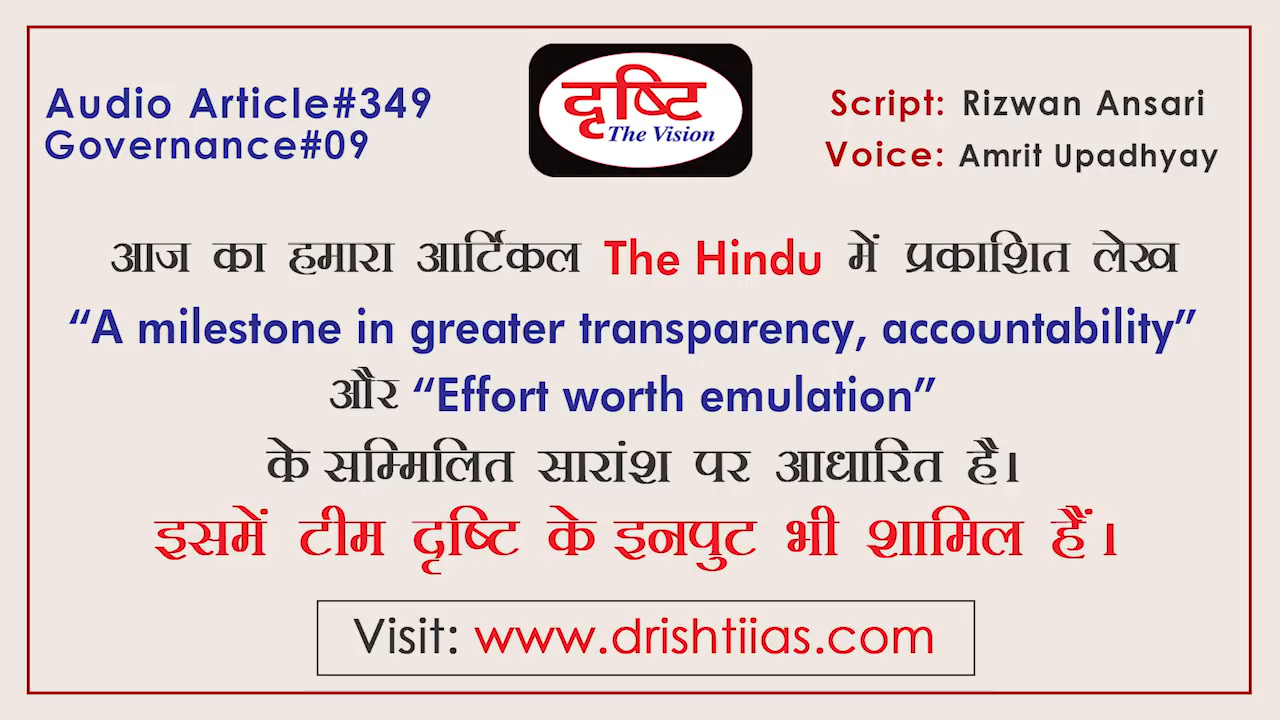 Audio Article#349
Governance#09
दृष्टि
The Vision
Script: Rizwan Ansari
Voice: Amrit Upadhyay
आज का हमारा आर्टिकल The Hindu में प्रकाशित लेख
“A milestone in greater transparency, accountability”
और “Effort worth emulation”
के सम्मिलित सारांश पर आधारित है।
इसमें टीम दृष्टि के इनपुट भी शामिल हैं।
Visit: www.drishtiias.com